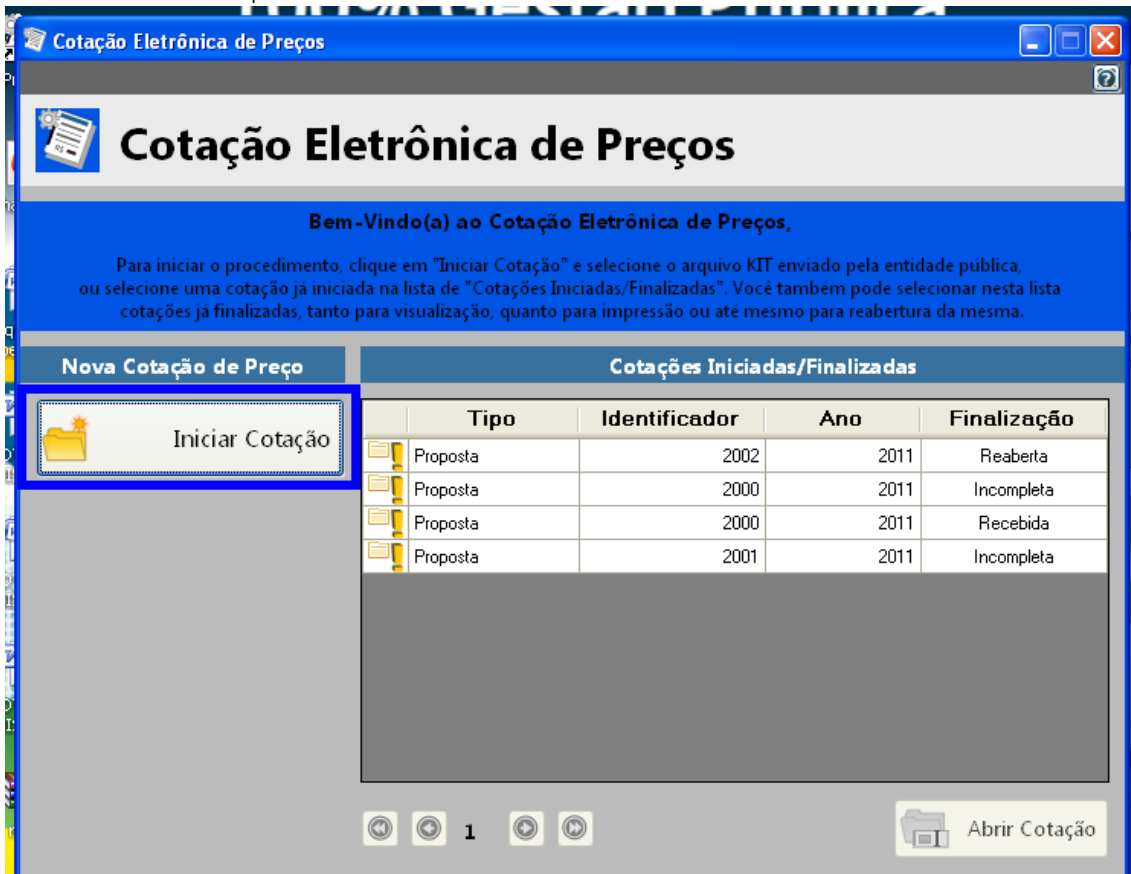 100% Gestão Pública
Cotação Eletrônica de Preços
Cotação Eletrônica de Preços
Bem-Vindo(a) ao Cotação Eletrônica de Preços,
Para iniciar o procedimento, clique em "Iniciar Cotação" e selecione o arquivo KIT enviado pela entidade publica,
ou selecione uma cotação já iniciada na lista de "Cotações Iniciadas/Finalizadas". Você também pode selecionar nesta lista
cotações já finalizadas, tanto para visualização, quanto para impressão ou até mesmo para reabertura da mesma.
Nova Cotação de Preço
Cotações Iniciadas/Finalizadas
Iniciar Cotação
Tipo Identificador Ano Finalização
Proposta 2002 2011 Reaberta
Proposta 2000 2011 Incompleta
Proposta 2000 2011 Recebida
Proposta 2001 2011 Incompleta
1
Abrir Cotação